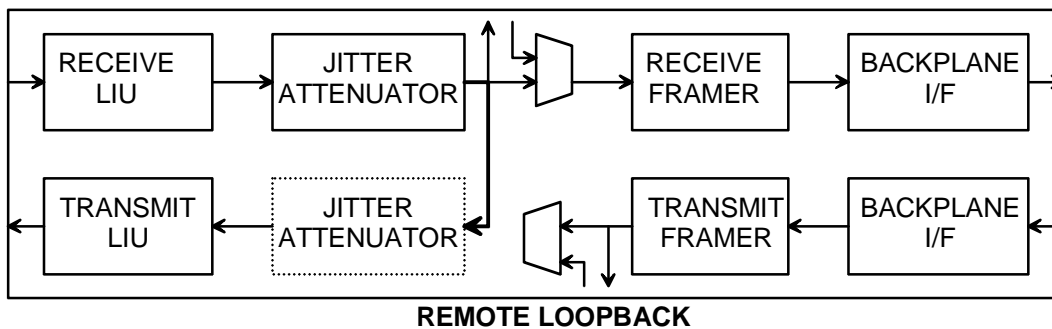 RECEIVE
LIU
JITTER
ATTENUATOR
RECEIVE
FRAMER
BACKPLANE
I/F
TRANSMIT
LIU
JITTER
ATTENUATOR
TRANSMIT
FRAMER
BACKPLANE
I/F
REMOTE LOOPBACK